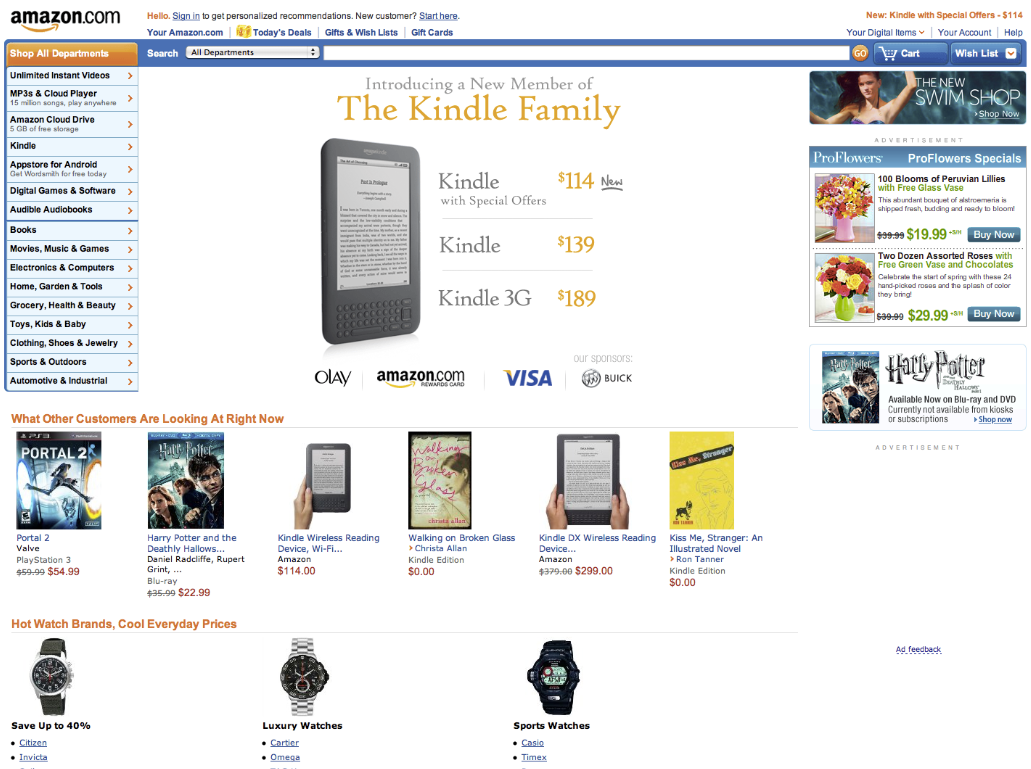 amazon.com
Hello. Sign in to get personalized recommendations. New customer? Start here.
New: Kindle with Special Offers - $114
Your Amazon.com | Today's Deals | Gifts & Wish Lists | Gift Cards
Your Digital Items | Your Account | Help
Shop All Departments
Search All Departments GO Cart Wish List
Unlimited Instant Videos
MP3s & Cloud Player
15 million songs, play anywhere
Amazon Cloud Drive
5 GB of free storage
Kindle
Appstore for Android
Get Wordsmith for free today
Digital Games & Software
Audible Audiobooks
Books
Movies, Music & Games
Electronics & Computers
Home, Garden & Tools
Grocery, Health & Beauty
Toys, Kids & Baby
Clothing, Shoes & Jewelry
Sports & Outdoors
Automotive & Industrial
Introducing a New Member of
The Kindle Family
Kindle $114 New
with Special Offers
Kindle $139
Kindle 3G $189
our sponsors:
OLAY amazon.com REWARDS CARD VISA BUICK
THE NEW
SWIM SHOP
Shop Now
ADVERTISEMENT
ProFlowers ProFlowers Specials
100 Blooms of Peruvian Lillies
with Free Glass Vase
This abundant bouquet of alstroemeria is
shipped fresh, budding and ready to bloom!
$39.99 $19.99 +S/H Buy Now
Two Dozen Assorted Roses with
Free Green Vase and Chocolates
Celebrate the start of spring with these 24
hand-picked roses and the splash of color
they bring!
$39.99 $29.99 +S/H Buy Now
Harry Potter
AND THE DEATHLY HALLOWS
Available Now on Blu-ray and DVD
Currently not available from kiosks
or subscriptions Shop now
ADVERTISEMENT
Ad feedback
What Other Customers Are Looking At Right Now
PORTAL 2
Portal 2
Valve
PlayStation 3
$59.99 $54.99
Harry Potter
Harry Potter and the
Deathly Hallows...
Daniel Radcliffe, Rupert
Grint, ...
Blu-ray
$35.99 $22.99
Kindle Wireless Reading
Device, Wi-Fi...
Amazon
$114.00
Walking on Broken Glass
christa allan
Walking on Broken Glass
Christa Allan
Kindle Edition
$0.00
Kindle DX Wireless Reading
Device...
Amazon
$379.00 $299.00
Kiss Me, Stranger
RON TANNER
Kiss Me, Stranger: An
Illustrated Novel
Ron Tanner
Kindle Edition
$0.00
Hot Watch Brands, Cool Everyday Prices
Save Up to 40%
Citizen
Invicta
Luxury Watches
Cartier
Omega
Sports Watches
Casio
Timex